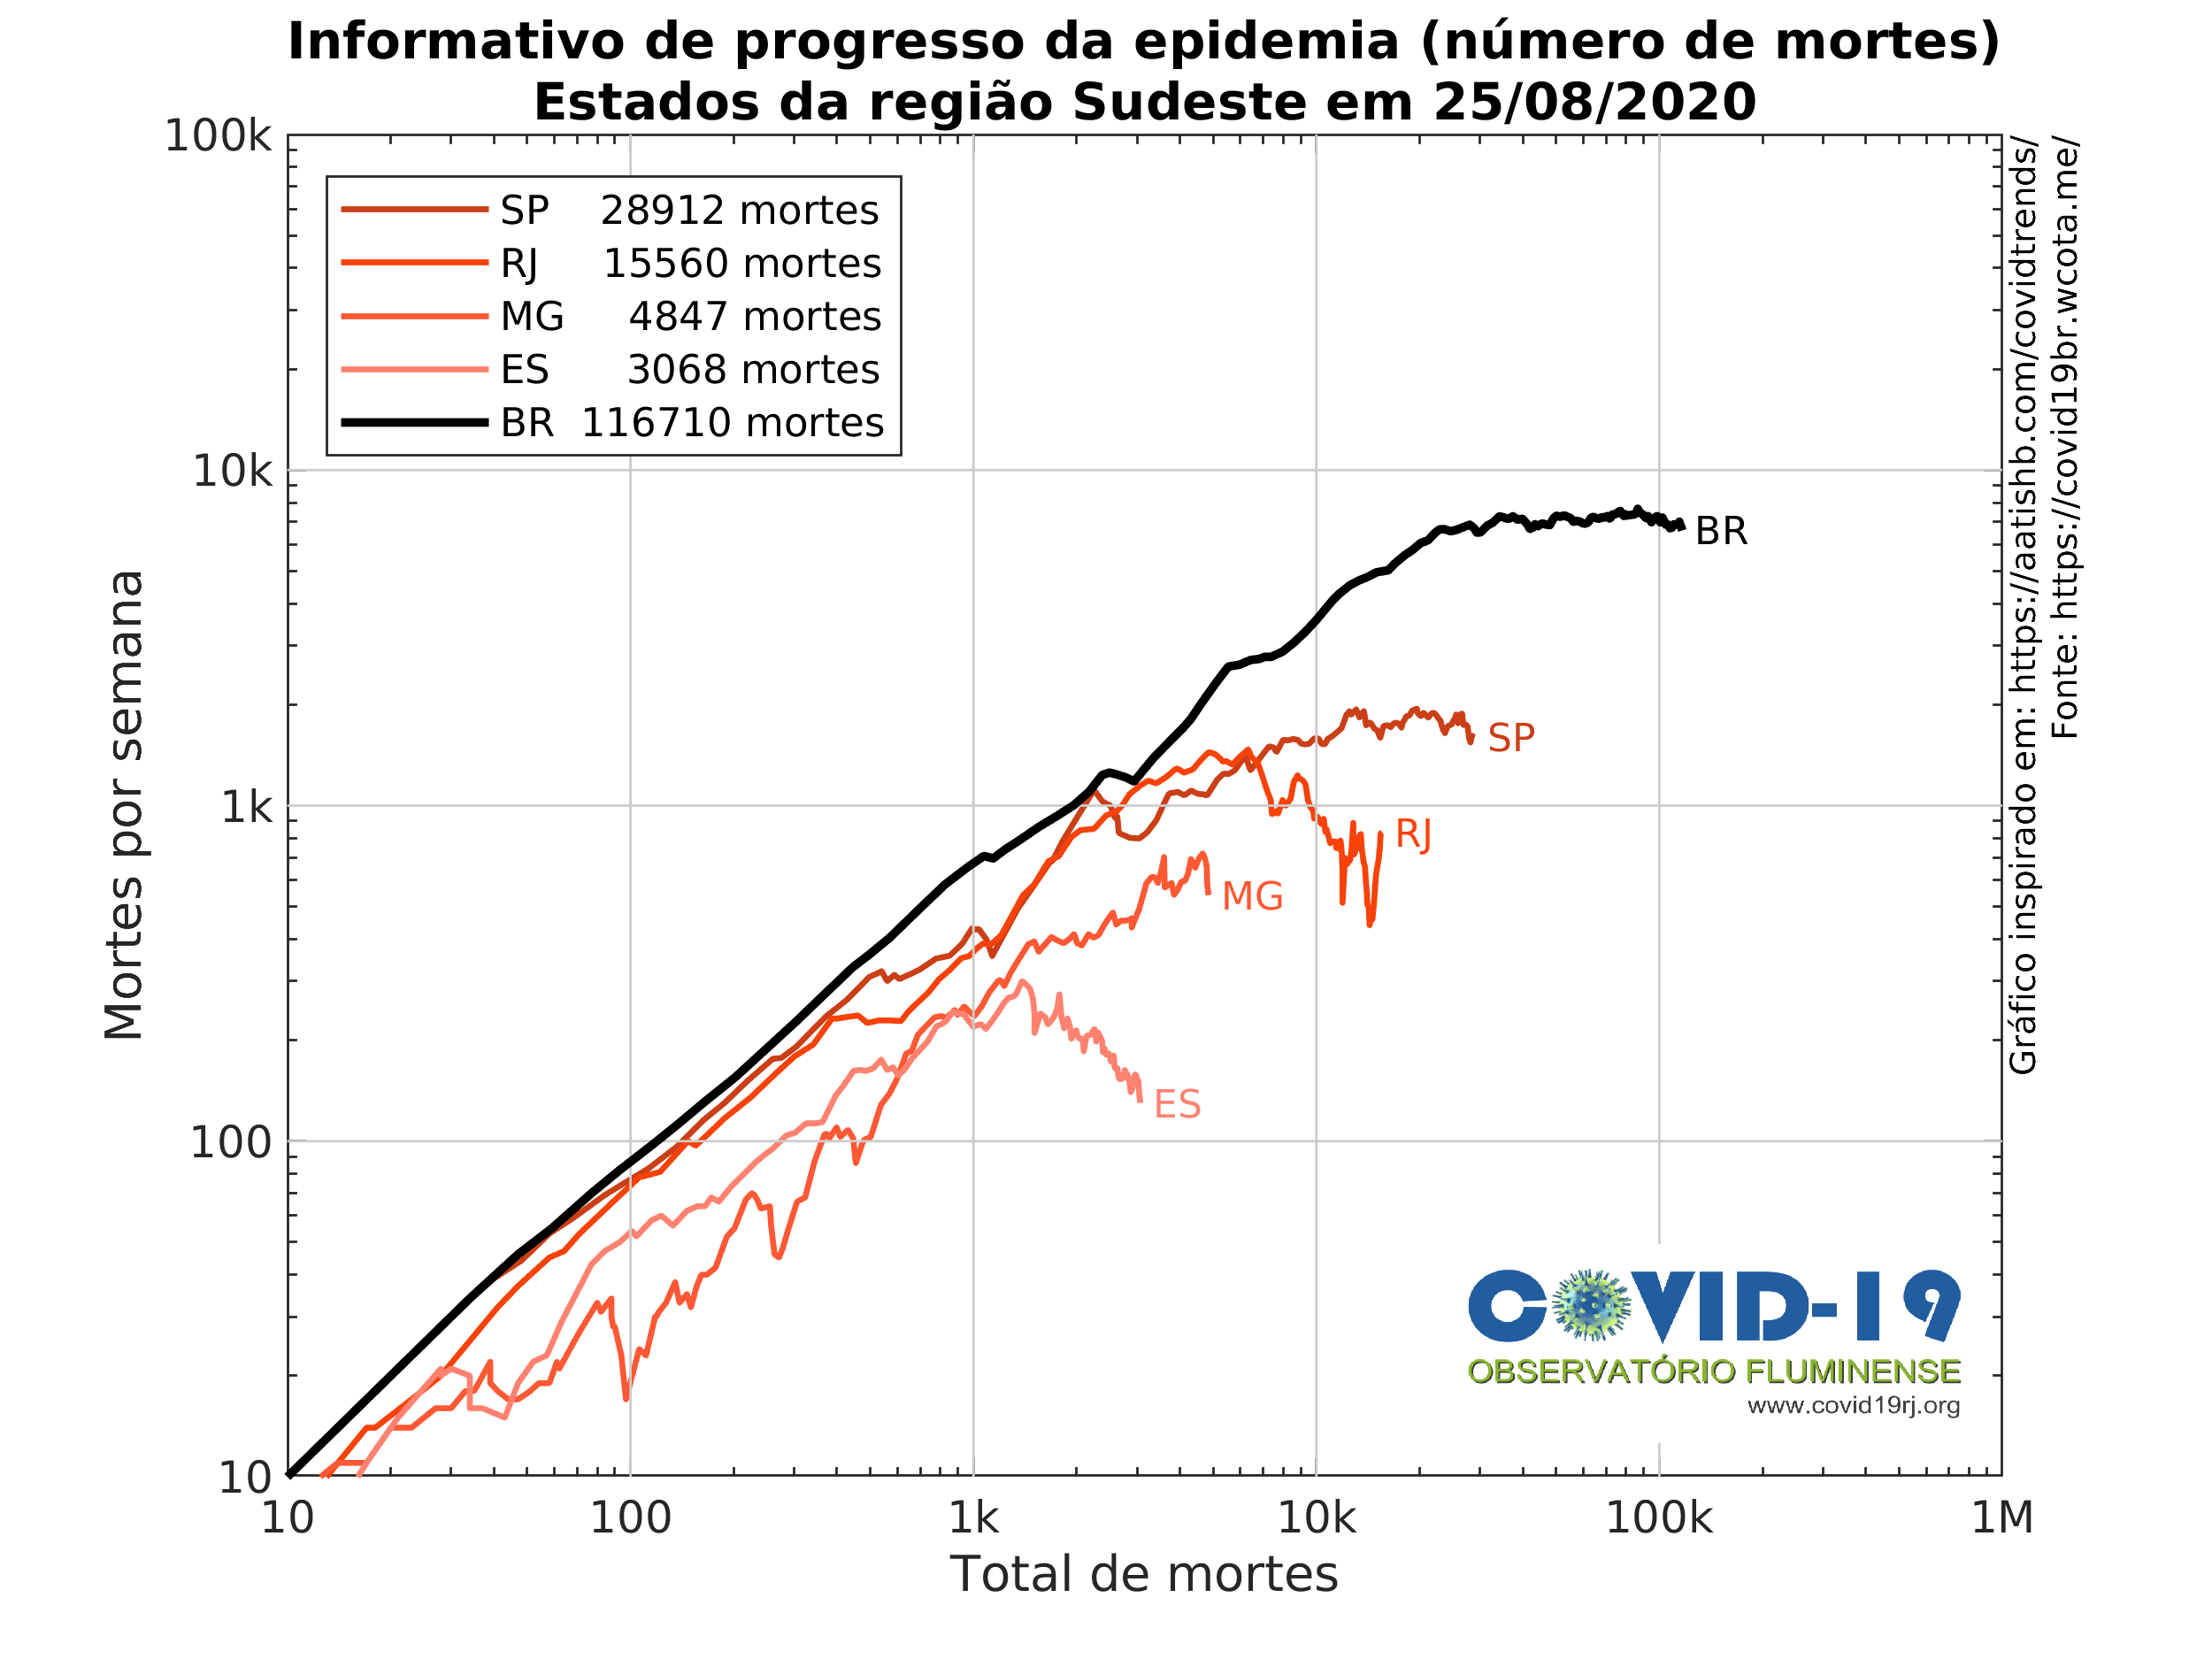 Informativo de progresso da epidemia (número de mortes)
Estados da região Sudeste em 25/08/2020
100k
10k
1k
100
10
Mortes por semana
SP 28912 mortes
RJ 15560 mortes
MG 4847 mortes
ES 3068 mortes
BR 116710 mortes
BR
SP
RJ
MG
ES
10
100
1k
10k
100k
1M
Total de mortes
Gráfico inspirado em: https://aatishb.com/covidtrends/
Fonte: https://covid19br.wcota.me/
COVID-19
OBSERVATÓRIO FLUMINENSE
www.covid19rj.org